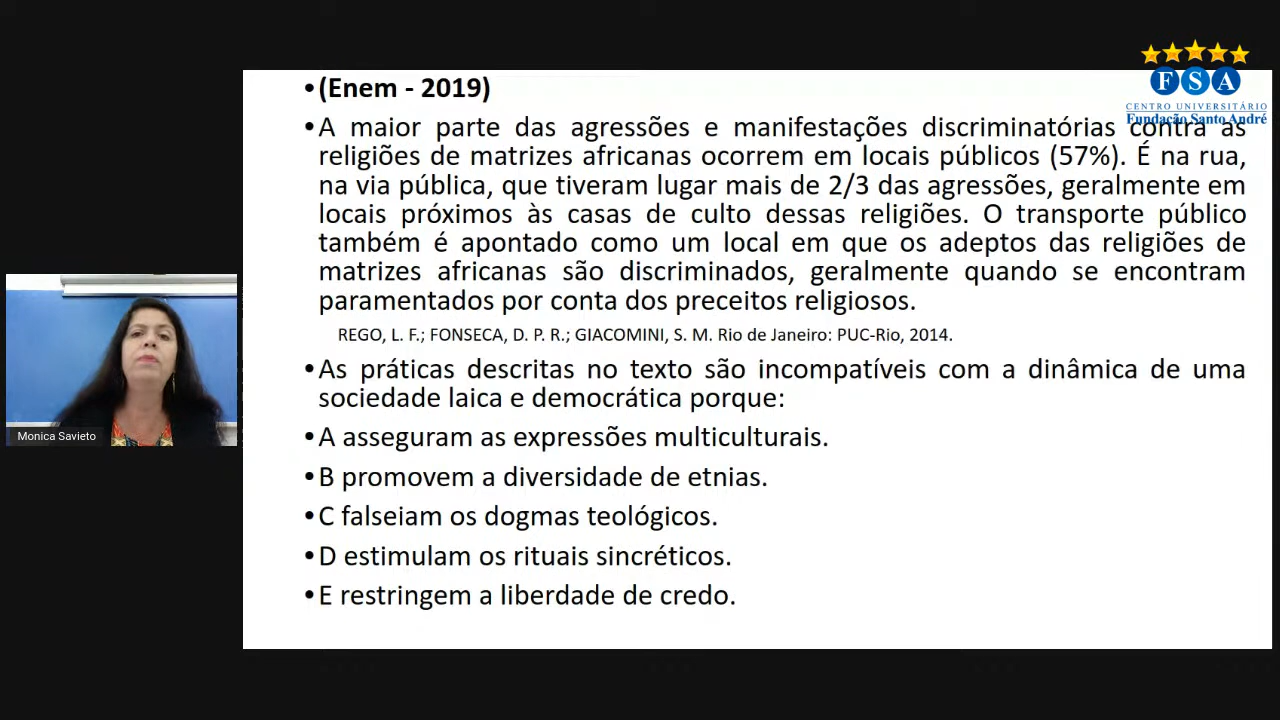 F S A
CENTRO UNIVERSITÁRIO
Fundação Santo André
•(Enem - 2019)
•A maior parte das agressões e manifestações discriminatórias contra as
religiões de matrizes africanas ocorrem em locais públicos (57%). É na rua,
na via pública, que tiveram lugar mais de 2/3 das agressões, geralmente em
locais próximos às casas de culto dessas religiões. O transporte público
também é apontado como um local em que os adeptos das religiões de
matrizes africanas são discriminados, geralmente quando se encontram
paramentados por conta dos preceitos religiosos.
REGO, L. F.; FONSECA, D. P. R.; GIACOMINI, S. M. Rio de Janeiro: PUC-Rio, 2014.
•As práticas descritas no texto são incompatíveis com a dinâmica de uma
sociedade laica e democrática porque:
•A asseguram as expressões multiculturais.
•B promovem a diversidade de etnias.
•C falseiam os dogmas teológicos.
•D estimulam os rituais sincréticos.
•E restringem a liberdade de credo.
Monica Savieto